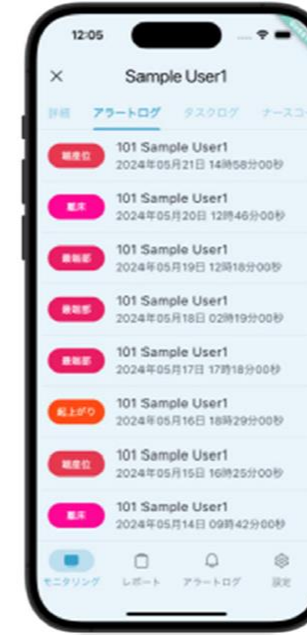 12:05
Sample User1
詳細 アラートログ タスクログ ナースコ
端座位 101 Sample User1
2024年05月21日 14時58分00秒
離床 101 Sample User1
2024年05月20日 12時46分00秒
101 Sample User1
2024年05月19日 12時18分00秒
101 Sample User1
2024年05月18日 02時19分00秒
101 Sample User1
2024年05月17日 17時18分00秒
起上がり 101 Sample User1
2024年05月16日 18時29分00秒
端座位 101 Sample User1
2024年05月15日 16時25分00秒
離床 101 Sample User1
2024年05月14日 09時42分00秒
モニタリング レポート アラートログ 設定